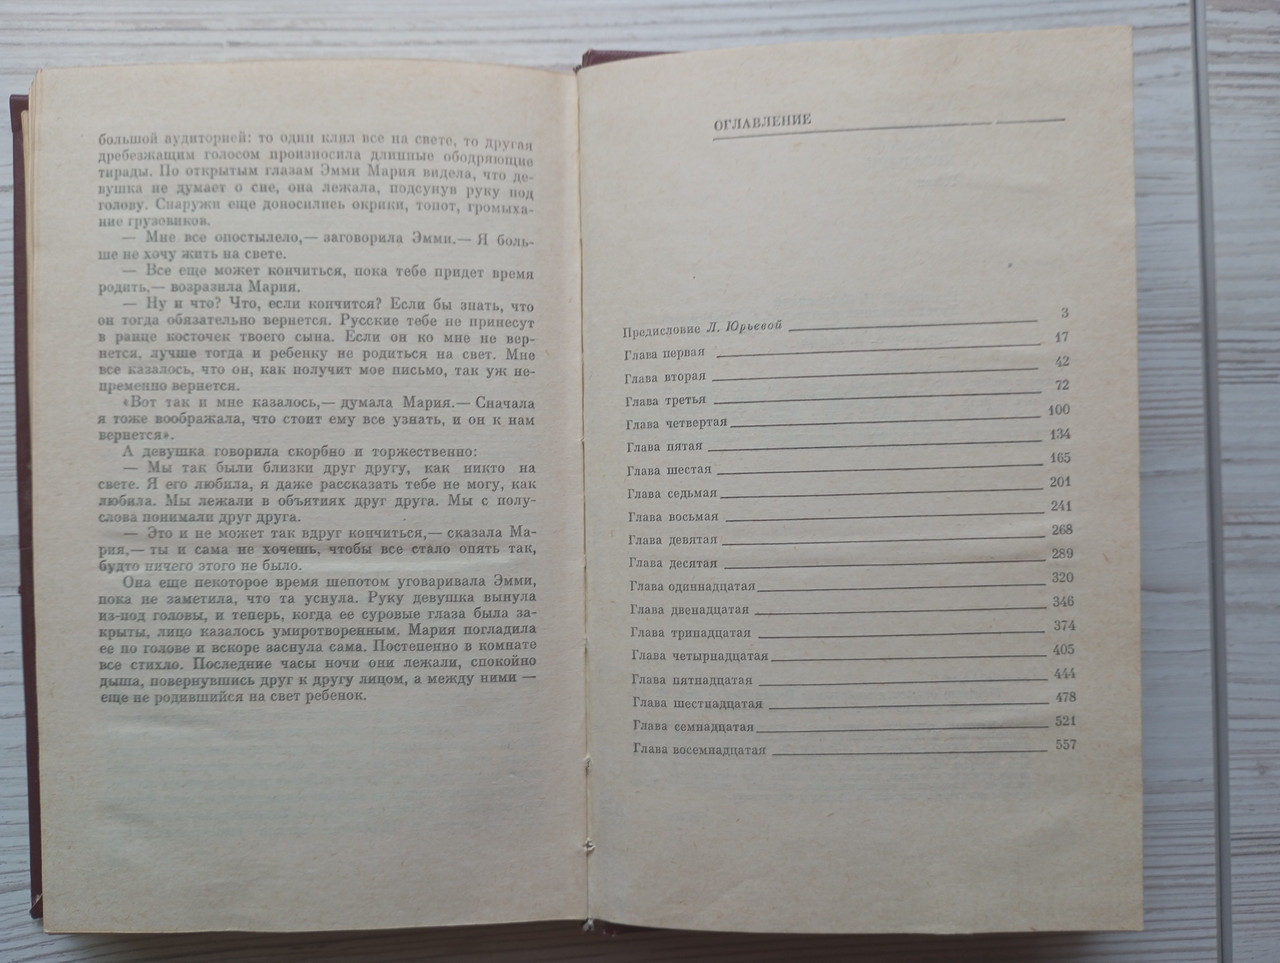 большой аудиторией: то один клял все на свете, то другая
дребезжащим голосом произносила длинные ободряющие
тирады. По открытым глазам Эмми Мария видела, что де-
вушка не думает о сне, она лежала, подсунув руку под
голову. Снаружи еще доносились окрики, топот, громыха-
ние грузовиков.
— Мне все опостылело,— заговорила Эмми.— Я боль-
ше не хочу жить на свете.
— Все еще может кончиться, пока тебе придет время
родить,— возразила Мария.
— Ну и что? Что, если кончится? Если бы знать, что
он тогда обязательно вернется. Русские тебе не принесут
в ранце косточек твоего сына. Если он ко мне не вер-
нется, лучше тогда и ребенку не родиться на свет. Мне
все казалось, что он, как получит мое письмо, так уж не-
пременно вернется.
«Вот так и мне казалось,— думала Мария.— Сначала
я тоже воображала, что стоит ему все узнать, и он к нам
вернется».
А девушка говорила скорбно и торжественно:
— Мы так были близки друг другу, как никто на
свете. Я его любила, я даже рассказать тебе не могу, как
любила. Мы лежали в объятиях друг друга. Мы с полу-
слова понимали друг друга.
— Это и не может так вдруг кончиться,— сказала Ма-
рия,— ты и сама не хочешь, чтобы все стало опять так,
будто ничего этого не было.
Она еще некоторое время шепотом уговаривала Эмми,
пока не заметила, что та уснула. Руку девушка вынула
из-под головы, и теперь, когда ее суровые глаза была за-
крыты, лицо казалось умиротворенным. Мария погладила
ее по голове и вскоре заснула сама. Постепенно в комнате
все стихло. Последние часы ночи они лежали, спокойно
дыша, повернувшись друг к другу лицом, а между ними —
еще не родившийся на свет ребенок.
ОГЛАВЛЕНИЕ
Предисловие Л. Юрьевой 3
Глава первая 17
Глава вторая 42
Глава третья 72
Глава четвертая 100
Глава пятая 134
Глава шестая 165
Глава седьмая 201
Глава восьмая 241
Глава девятая 268
Глава десятая 289
Глава одиннадцатая 320
Глава двенадцатая 346
Глава тринадцатая 374
Глава четырнадцатая 405
Глава пятнадцатая 444
Глава шестнадцатая 478
Глава семнадцатая 521
Глава восемнадцатая 557